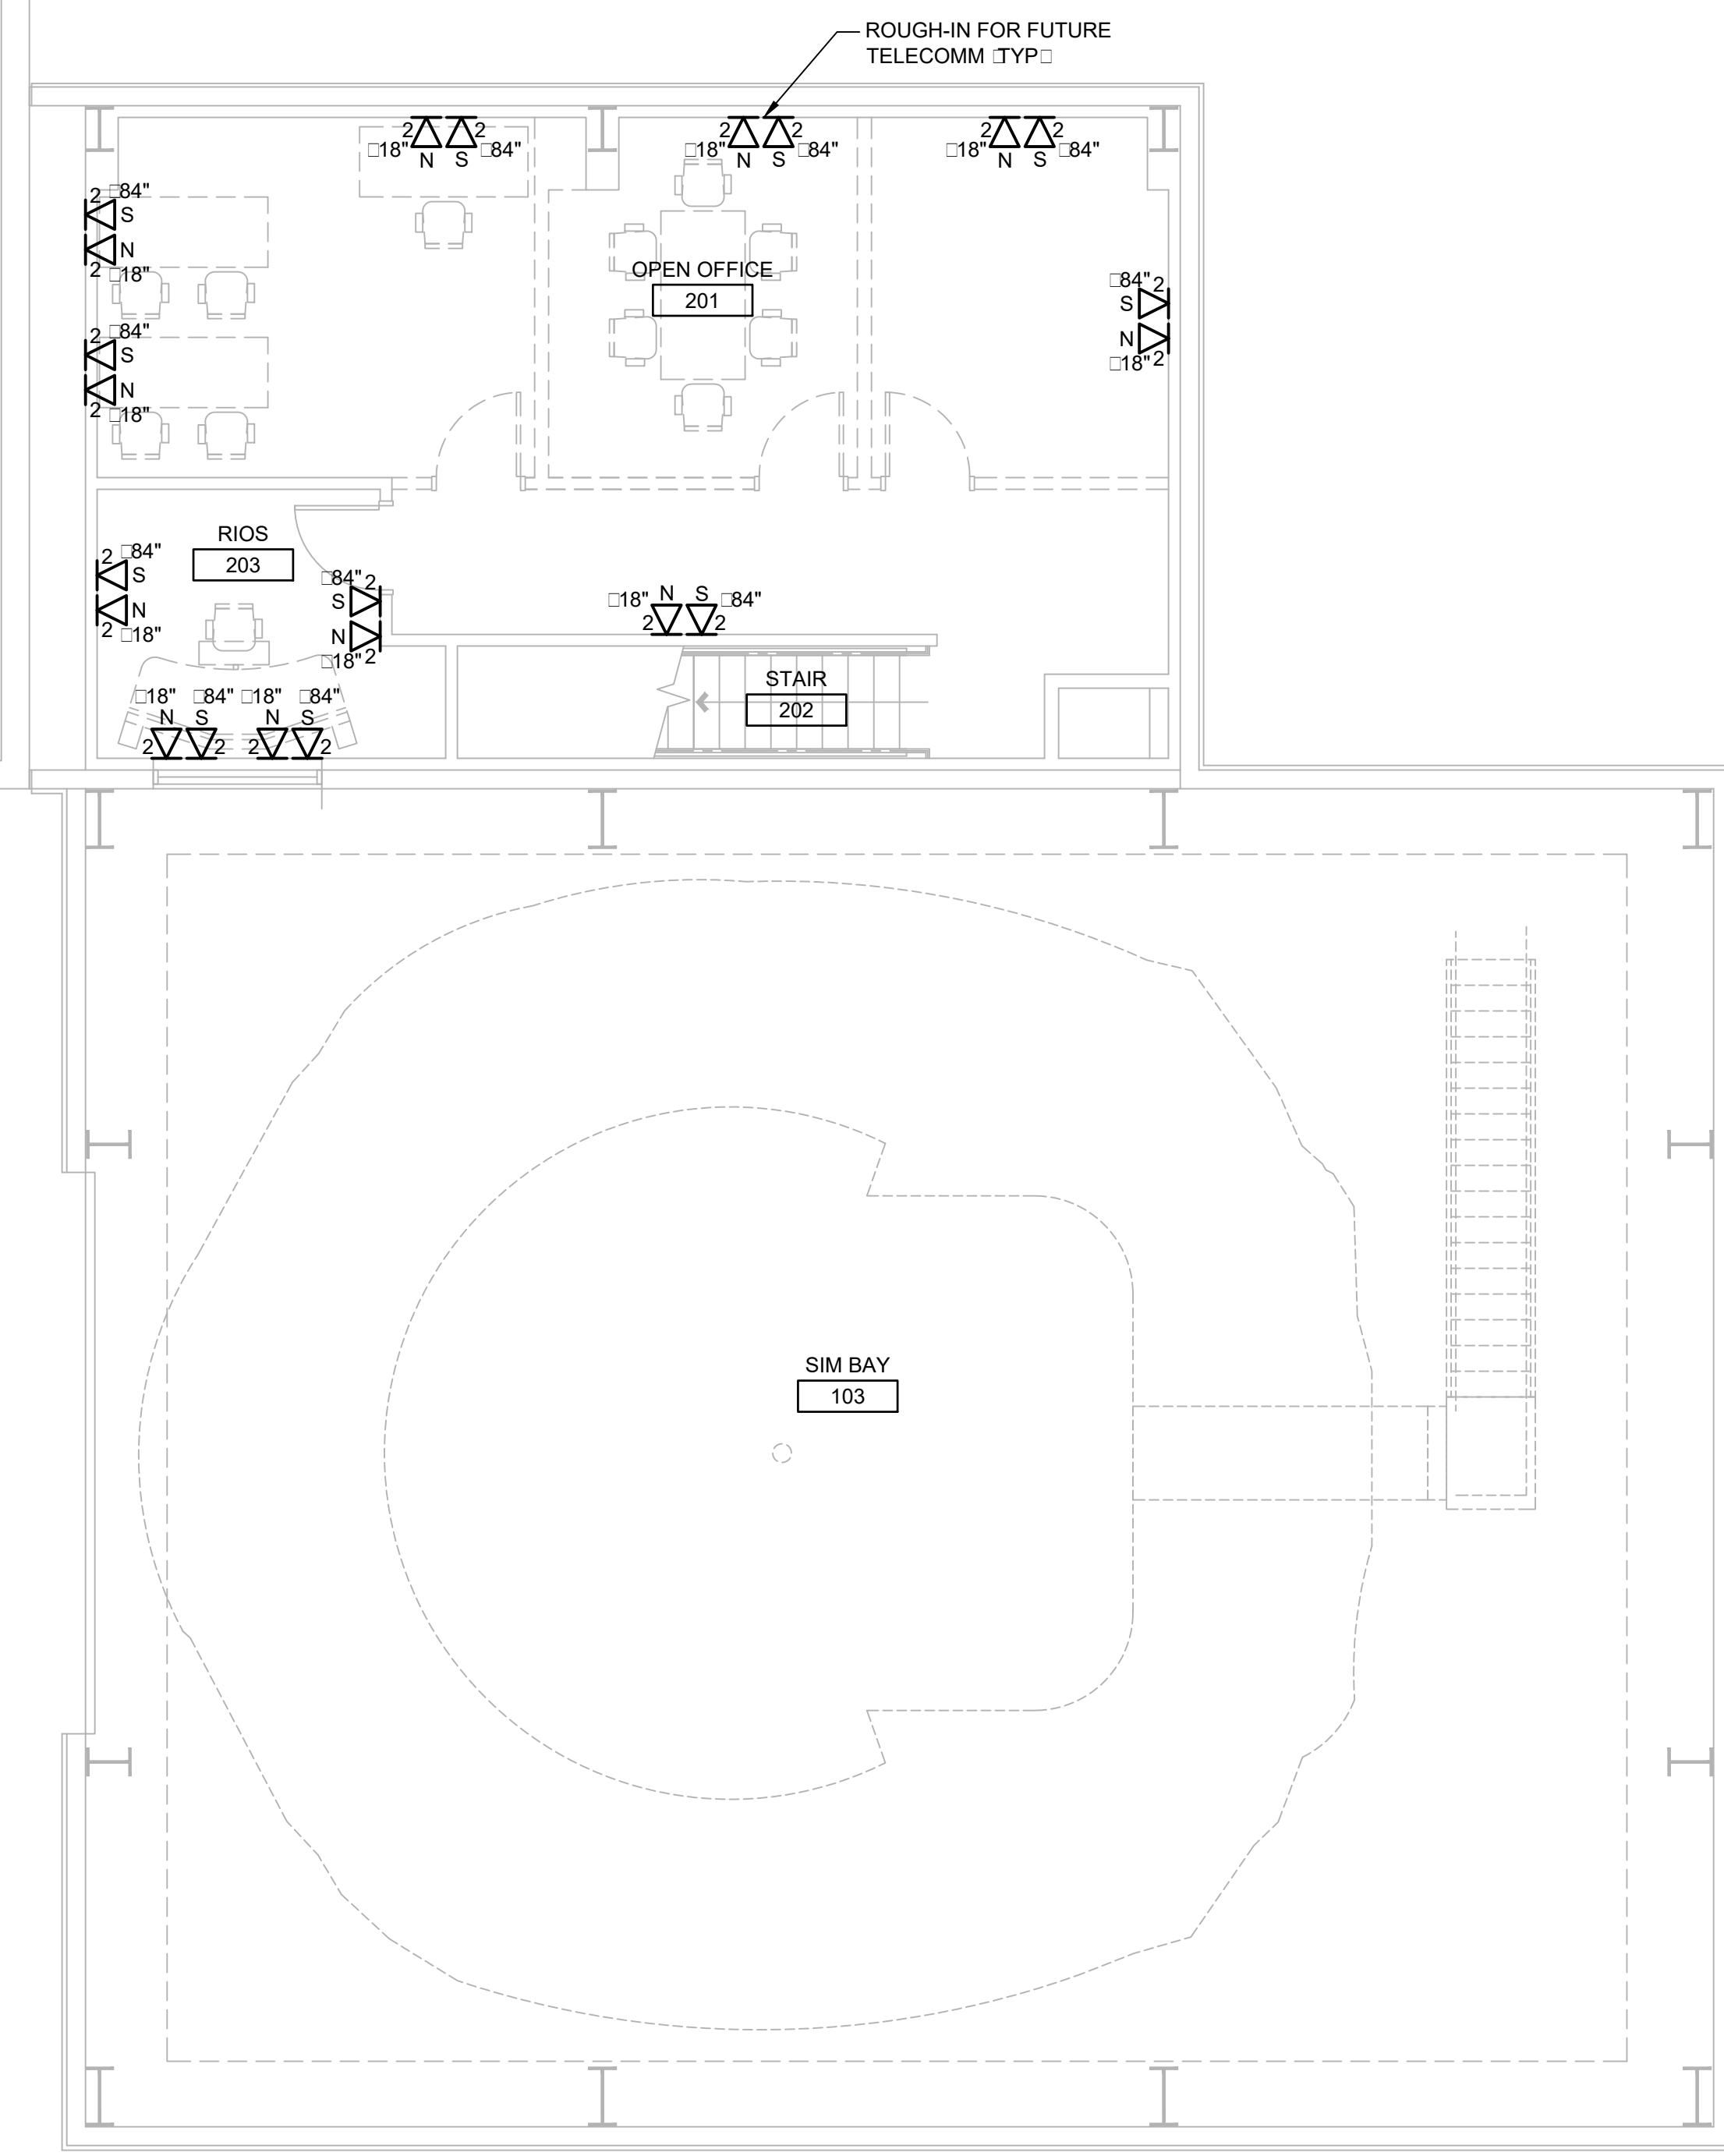 ROUGH-IN FOR FUTURE
TELECOMM □TYP□
2 2 2 2 2 2
□18" N S □84" □18" N S □84" □18" N S □84"
2 □84"
S
N
2 □18"
OPEN OFFICE
201
□84" 2
S
N
□18" 2
2 □84"
S
N
2 □18"
RIOS
203
2 □84"
S
N
2 □18"
□84" 2
S
N
□18" 2
□18" N S □84"
2 2
STAIR
202
□18" □84" □18" □84"
N S N S
2 2 2 2
SIM BAY
103